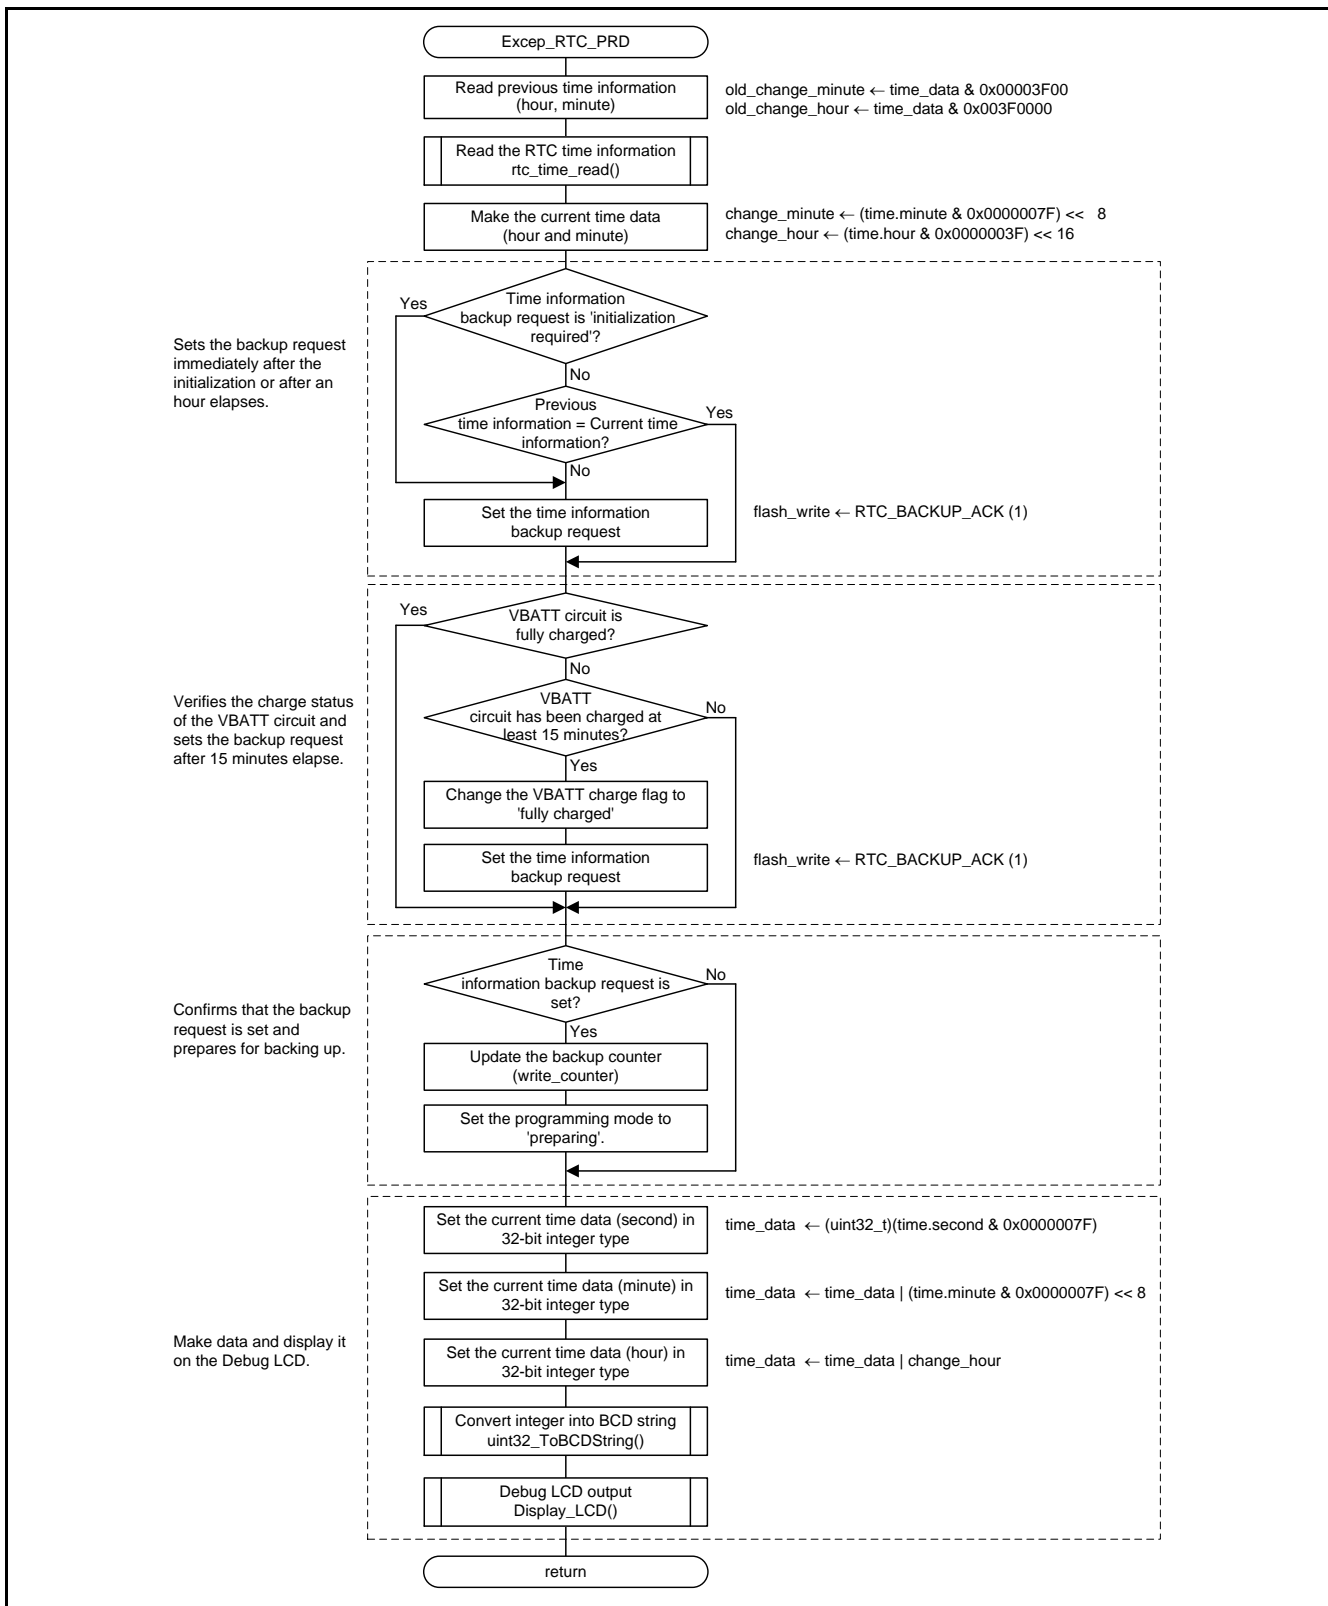 Excep_RTC_PRD
Read previous time information
(hour, minute)
old_change_minute ← time_data & 0x00003F00
old_change_hour ← time_data & 0x003F0000
Read the RTC time information
rtc_time_read()
Make the current time data
(hour and minute)
change_minute ← (time.minute & 0x0000007F) << 8
change_hour ← (time.hour & 0x0000003F) << 16
Sets the backup request
immediately after the
initialization or after an
hour elapses.
Yes
Time information
backup request is 'initialization
required'?
No
Previous
time information = Current time
information?
Yes
No
Set the time information
backup request
flash_write ← RTC_BACKUP_ACK (1)
Verifies the charge status
of the VBATT circuit and
sets the backup request
after 15 minutes elapse.
Yes
VBATT circuit is
fully charged?
No
VBATT
circuit has been charged at
least 15 minutes?
No
Yes
Change the VBATT charge flag to
'fully charged'
Set the time information
backup request
flash_write ← RTC_BACKUP_ACK (1)
Confirms that the backup
request is set and
prepares for backing up.
Time
information backup request is
set?
No
Yes
Update the backup counter
(write_counter)
Set the programming mode to
'preparing'.
Make data and display it
on the Debug LCD.
Set the current time data (second) in
32-bit integer type
time_data ← (uint32_t)(time.second & 0x0000007F)
Set the current time data (minute) in
32-bit integer type
time_data ← time_data | (time.minute & 0x0000007F) << 8
Set the current time data (hour) in
32-bit integer type
time_data ← time_data | change_hour
Convert integer into BCD string
uint32_ToBCDString()
Debug LCD output
Display_LCD()
return